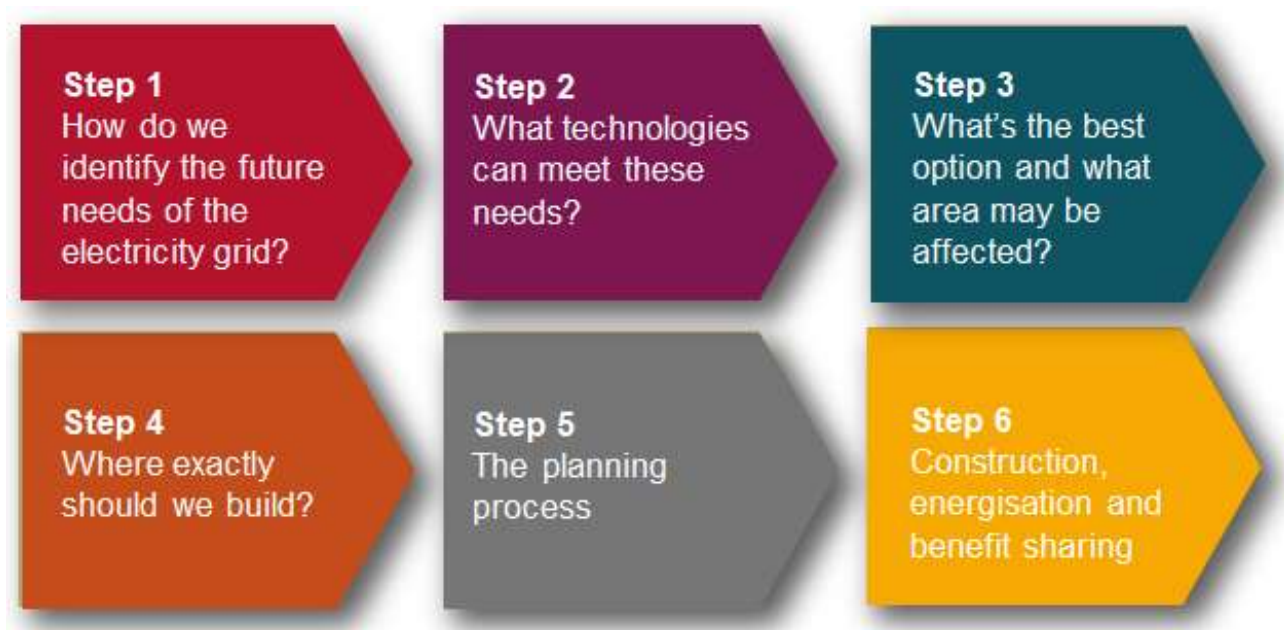 Step 1
How do we
identify the future
needs of the
electricity grid?
Step 2
What technologies
can meet these
needs?
Step 3
What's the best
option and what
area may be
affected?
Step 4
Where exactly
should we build?
Step 5
The planning
process
Step 6
Construction,
energisation and
benefit sharing